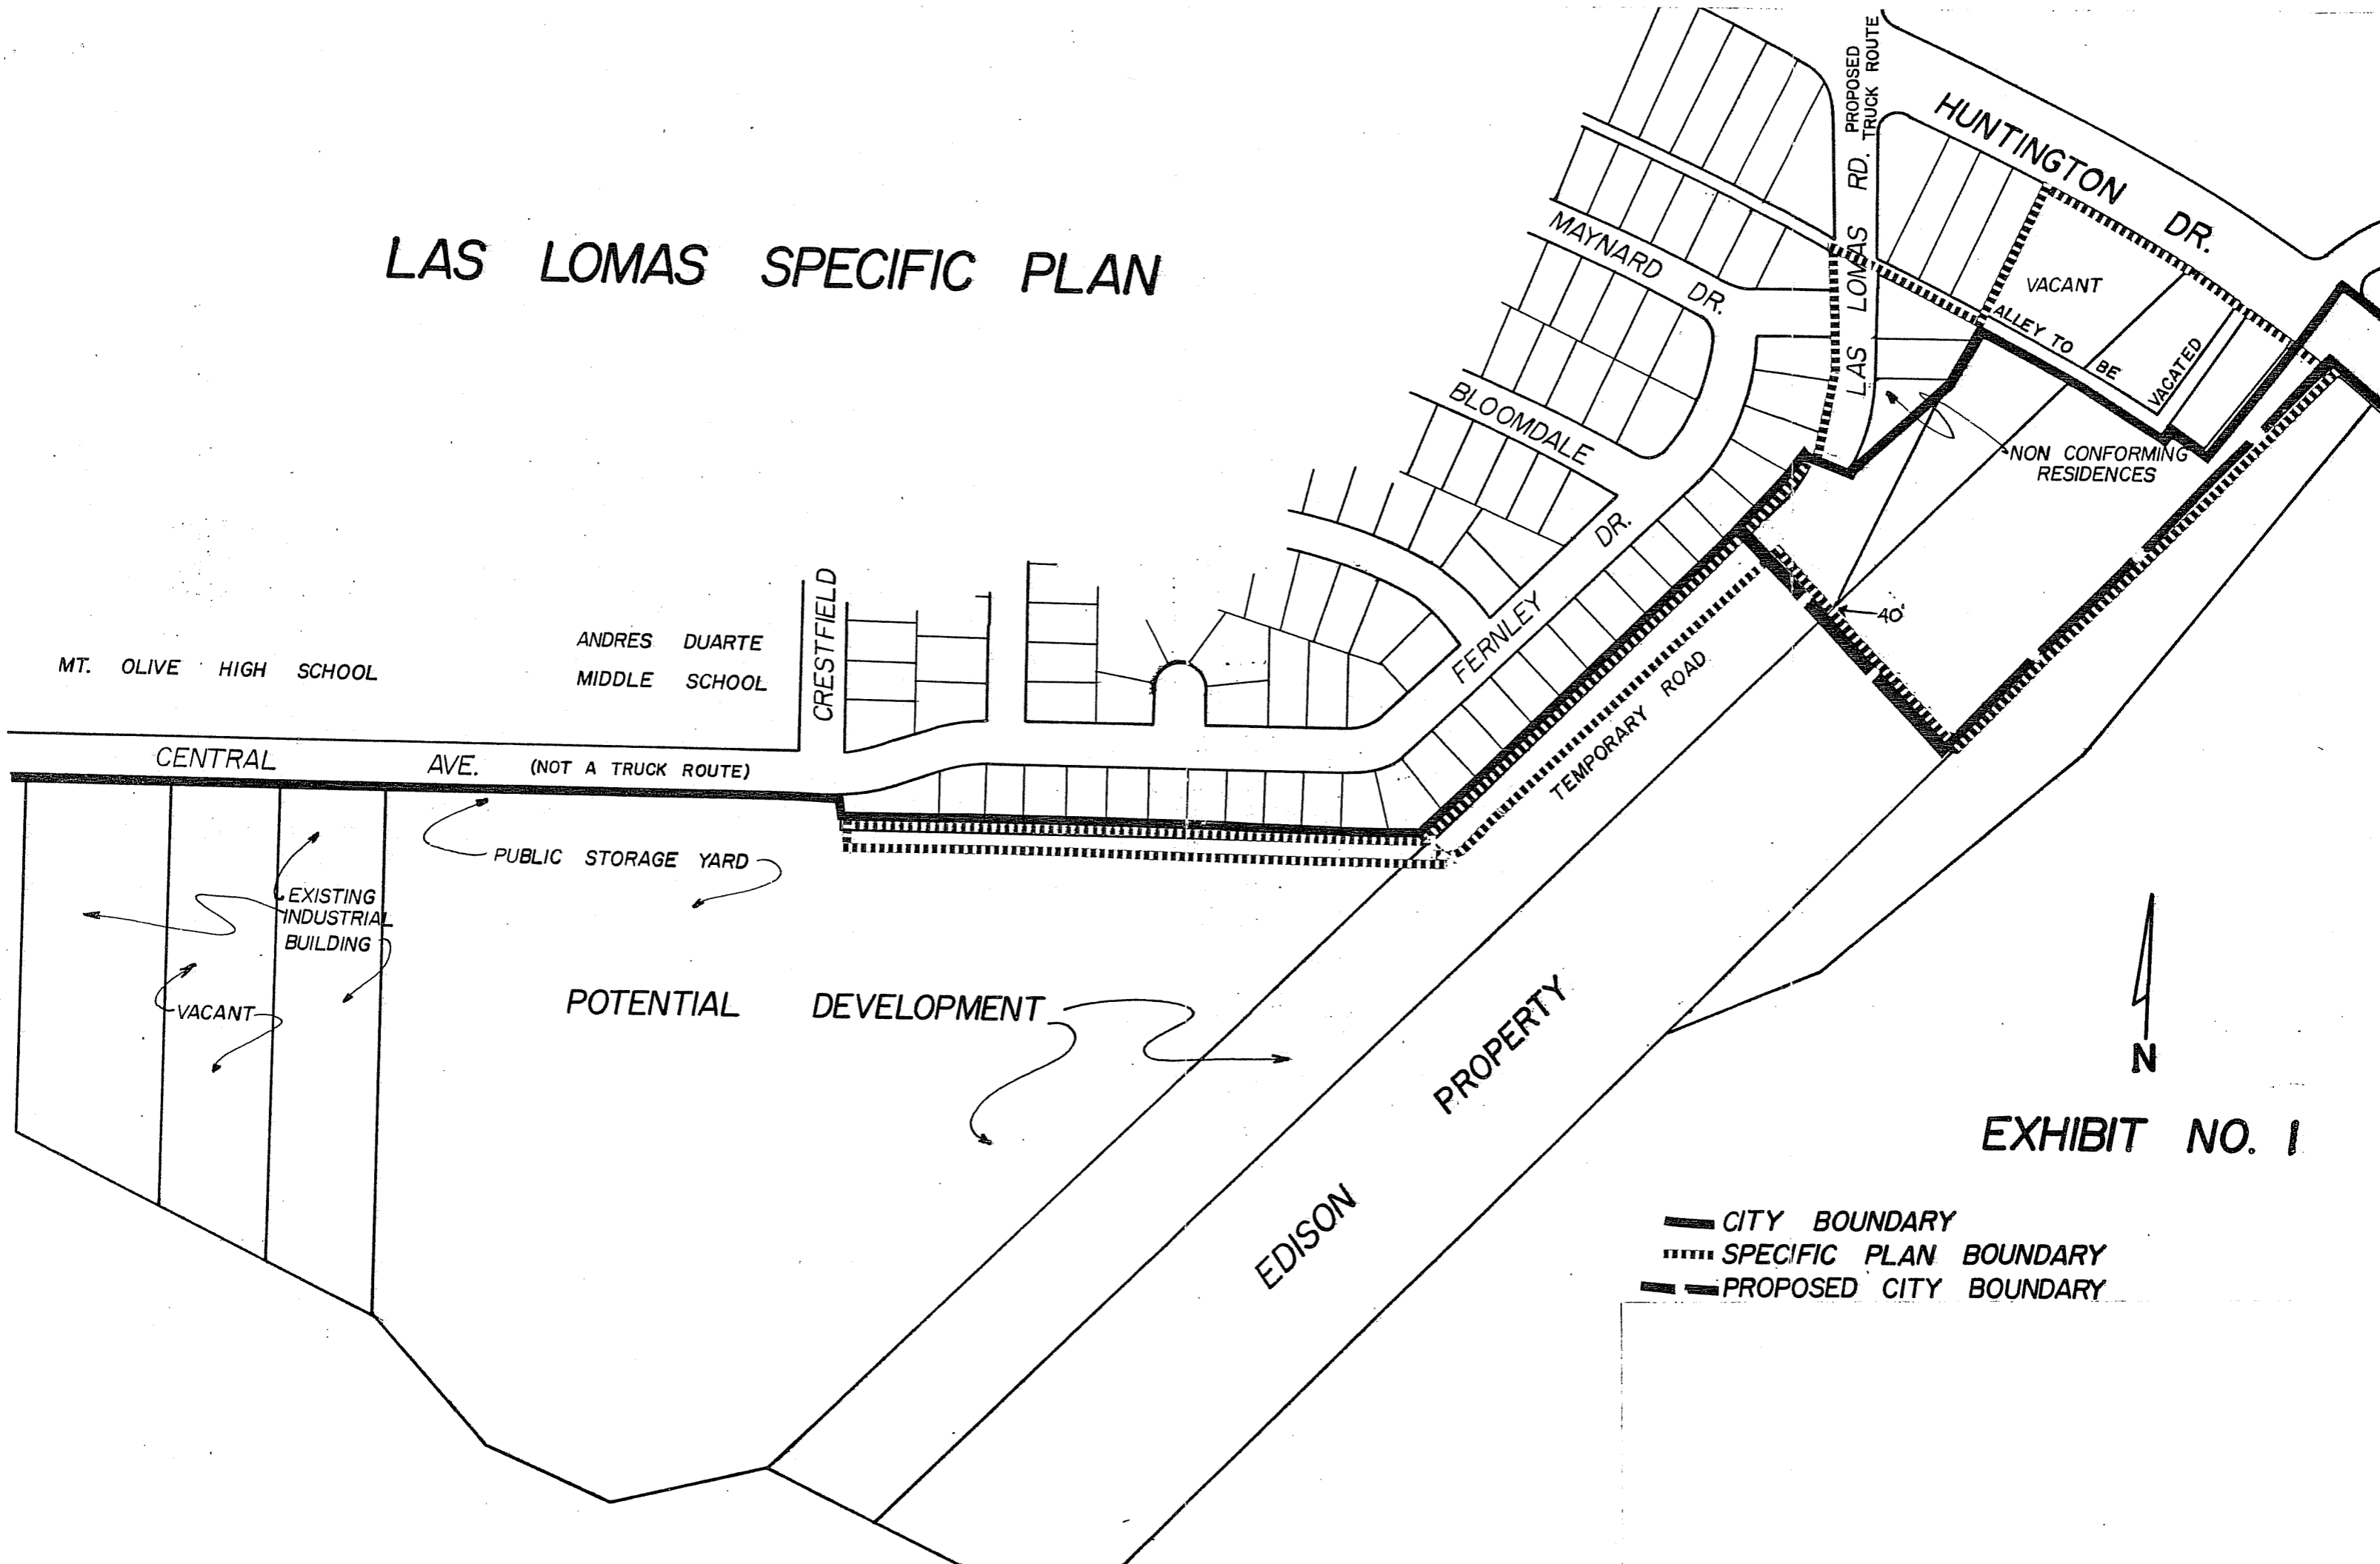 LAS LOMAS SPECIFIC PLAN
PROPOSED
TRUCK ROUTE
LAS LOMAS RD.
HUNTINGTON DR.
MAYNARD DR.
VACANT
ALLEY TO BE
VACATED
BLOOMDALE
NON CONFORMING
RESIDENCES
FERNLEY DR.
40'
TEMPORARY ROAD
CRESTFIELD
MT. OLIVE HIGH SCHOOL
ANDRES DUARTE
MIDDLE SCHOOL
CENTRAL AVE. (NOT A TRUCK ROUTE)
PUBLIC STORAGE YARD
EXISTING
INDUSTRIAL
BUILDING
VACANT
POTENTIAL DEVELOPMENT
EDISON PROPERTY
N
EXHIBIT NO. 1
CITY BOUNDARY
SPECIFIC PLAN BOUNDARY
PROPOSED CITY BOUNDARY